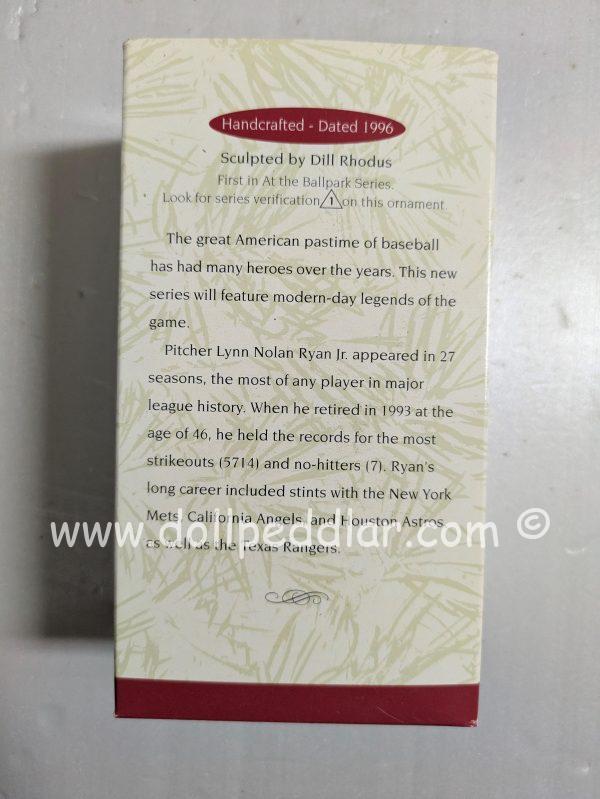 Handcrafted - Dated 1996
Sculpted by Dill Rhodus
First in At the Ballpark Series.
Look for series verification 1 on this ornament.
The great American pastime of baseball
has had many heroes over the years. This new
series will feature modern-day legends of the
game.
Pitcher Lynn Nolan Ryan Jr. appeared in 27
seasons, the most of any player in major
league history. When he retired in 1993 at the
age of 46, he held the records for the most
strikeouts (5714) and no-hitters (7). Ryan's
long career included stints with the New York
Mets, California Angels, and Houston Astros
as well as the Texas Rangers.
www.dollpeddlar.com ©